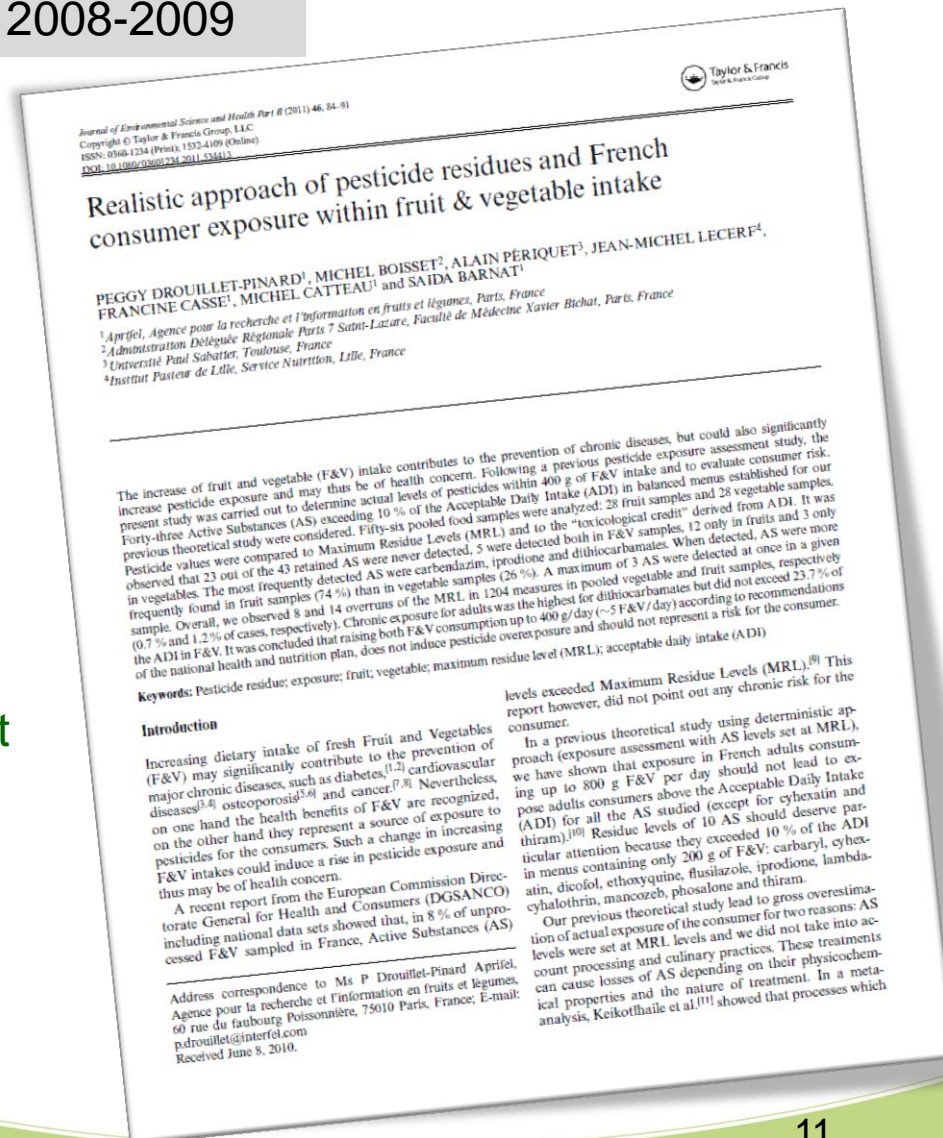 2008-2009
Taylor & Francis
Taylor & Francis Group
Journal of Environmental Science and Health Part B (2011) 46, 84–91
Copyright © Taylor & Francis Group, LLC
ISSN: 0360-1234 (Print); 1532-4109 (Online)
DOI: 10.1080/03601234.2011.534413
Realistic approach of pesticide residues and French
consumer exposure within fruit & vegetable intake
PEGGY DROUILLET-PINARD1, MICHEL BOISSET2, ALAIN PÉRIQUET3, JEAN-MICHEL LECERF4,
FRANCINE CASSE1, MICHEL CATTEAU1 and SAIDA BARNAT1
1Aprifel, Agence pour la recherche et l'information en fruits et légumes, Paris, France
2Administration Déléguée Régionale Paris 7 Saint-Lazare, Faculté de Médecine Xavier Bichat, Paris, France
3Université Paul Sabatier, Toulouse, France
4Institut Pasteur de Lille, Service Nutrition, Lille, France
The increase of fruit and vegetable (F&V) intake contributes to the prevention of chronic diseases, but could also significantly
increase pesticide exposure and may thus be of health concern. Following a previous pesticide exposure assessment study, the
present study was carried out to determine actual levels of pesticides within 400 g of F&V intake and to evaluate consumer risk.
Forty-three Active Substances (AS) exceeding 10 % of the Acceptable Daily Intake (ADI) in balanced menus established for our
previous theoretical study were considered. Fifty-six pooled food samples were analyzed: 28 fruit samples and 28 vegetable samples.
Pesticide values were compared to Maximum Residue Levels (MRL) and to the "toxicological credit" derived from ADI. It was
observed that 23 out of the 43 retained AS were never detected, 5 were detected both in F&V samples, 12 only in fruits and 3 only
in vegetables. The most frequently detected AS were carbendazim, iprodione and dithiocarbamates. When detected, AS were more
frequently found in fruit samples (74 %) than in vegetable samples (26 %). A maximum of 3 AS were detected at once in a given
sample. Overall, we observed 8 and 14 overruns of the MRL in 1204 measures in pooled vegetable and fruit samples, respectively
(0.7 % and 1.2 % of cases, respectively). Chronic exposure for adults was the highest for dithiocarbamates but did not exceed 23.7 % of
the ADI in F&V. It was concluded that raising both F&V consumption up to 400 g/day (~5 F&V/day) according to recommendations
of the national health and nutrition plan, does not induce pesticide overexposure and should not represent a risk for the consumer.
Keywords: Pesticide residue; exposure; fruit; vegetable; maximum residue level (MRL); acceptable daily intake (ADI)
Introduction
Increasing dietary intake of fresh Fruit and Vegetables
(F&V) may significantly contribute to the prevention of
major chronic diseases, such as diabetes,[1,2] cardiovascular
diseases[3,4] osteoporosis[5,6] and cancer.[7,8] Nevertheless,
on one hand the health benefits of F&V are recognized,
on the other hand they represent a source of exposure to
pesticides for the consumers. Such a change in increasing
F&V intakes could induce a rise in pesticide exposure and
thus may be of health concern.
A recent report from the European Commission Direc-
torate General for Health and Consumers (DGSANCO)
including national data sets showed that, in 8 % of unpro-
cessed F&V sampled in France, Active Substances (AS)
Address correspondence to Ms P Drouillet-Pinard Aprifel,
Agence pour la recherche et l'information en fruits et légumes,
60 rue du faubourg Poissonnière, 75010 Paris, France; E-mail:
p.drouillet@interfel.com
Received June 8, 2010.
levels exceeded Maximum Residue Levels (MRL).[9] This
report however, did not point out any chronic risk for the
consumer.
In a previous theoretical study using deterministic ap-
proach (exposure assessment with AS levels set at MRL),
we have shown that exposure in French adults consum-
ing up to 800 g F&V per day should not lead to ex-
pose adults consumers above the Acceptable Daily Intake
(ADI) for all the AS studied (except for cyhexatin and
thiram).[10] Residue levels of 10 AS should deserve par-
ticular attention because they exceeded 10 % of the ADI
in menus containing only 200 g of F&V: carbaryl, cyhex-
atin, dicofol, ethoxyquine, flusilazole, iprodione, lambda-
cyhalothrin, mancozeb, phosalone and thiram.
Our previous theoretical study lead to gross overestima-
tion of actual exposure of the consumer for two reasons: AS
levels were set at MRL levels and we did not take into ac-
count processing and culinary practices. These treatments
can cause losses of AS depending on their physicochem-
ical properties and the nature of treatment. In a meta-
analysis, Keikotlhaile et al.[11] showed that processes which
t
11